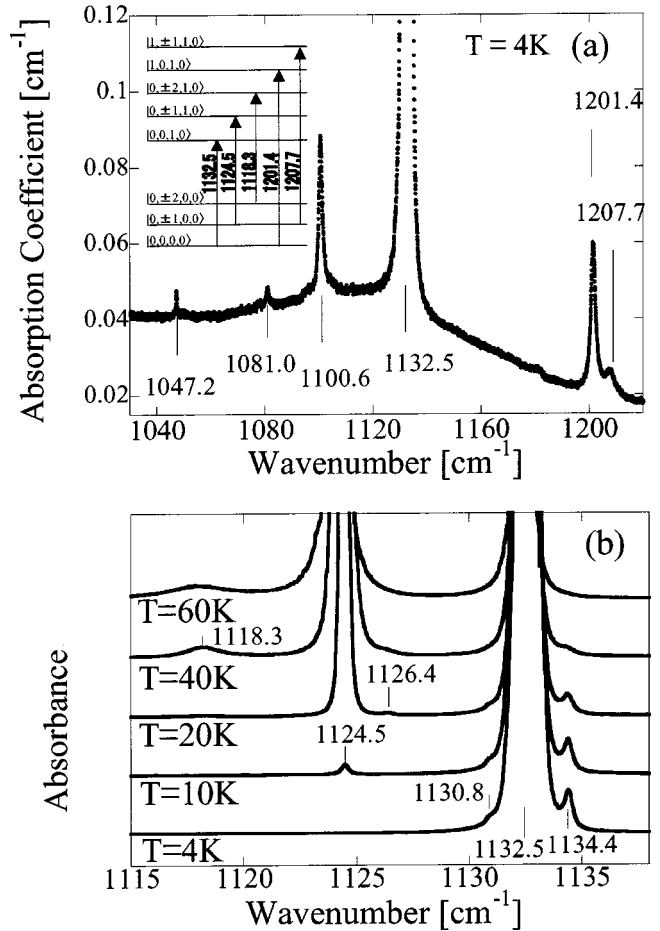 0.12
0.1
0.08
0.06
0.04
0.02
Absorption Coefficient [cm⁻¹]
T = 4K
(a)
|1,±1,1,0⟩
|1,0,1,0⟩
|0,±2,1,0⟩
|0,±1,1,0⟩
|0,0,1,0⟩
1132.5
1124.5
1118.3
1201.4
1207.7
|0,±2,0,0⟩
|0,±1,0,0⟩
|0,0,0,0⟩
1201.4
1207.7
1047.2
1081.0
1100.6
1132.5
1040 1080 1120 1160 1200
Wavenumber [cm⁻¹]
(b)
Absorbance
T=60K
1118.3
T=40K
1126.4
T=20K
1124.5
T=10K
1130.8
T=4K
1132.5
1134.4
1115 1120 1125 1130 1135
Wavenumber [cm⁻¹]